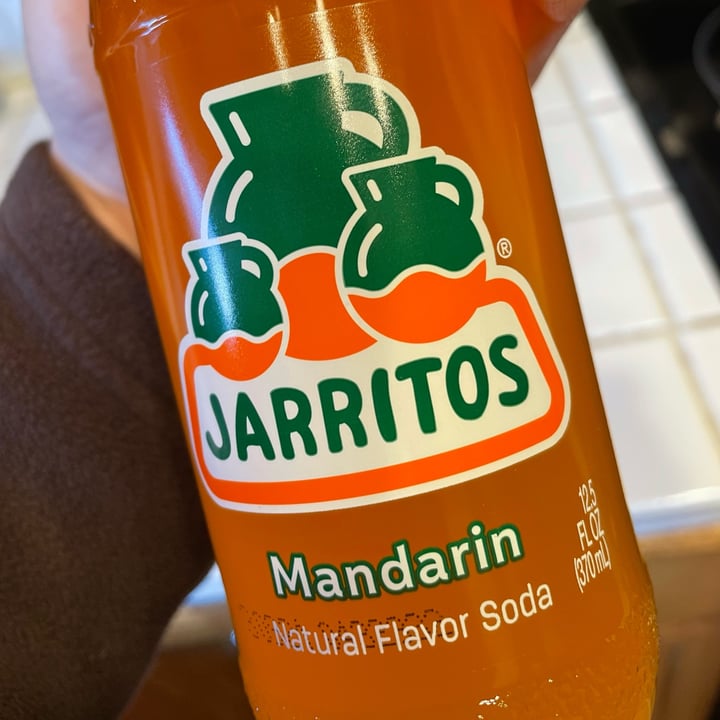 ®
JARRITOS
Mandarin
Natural Flavor Soda
12.5
FL OZ
(370 mL)